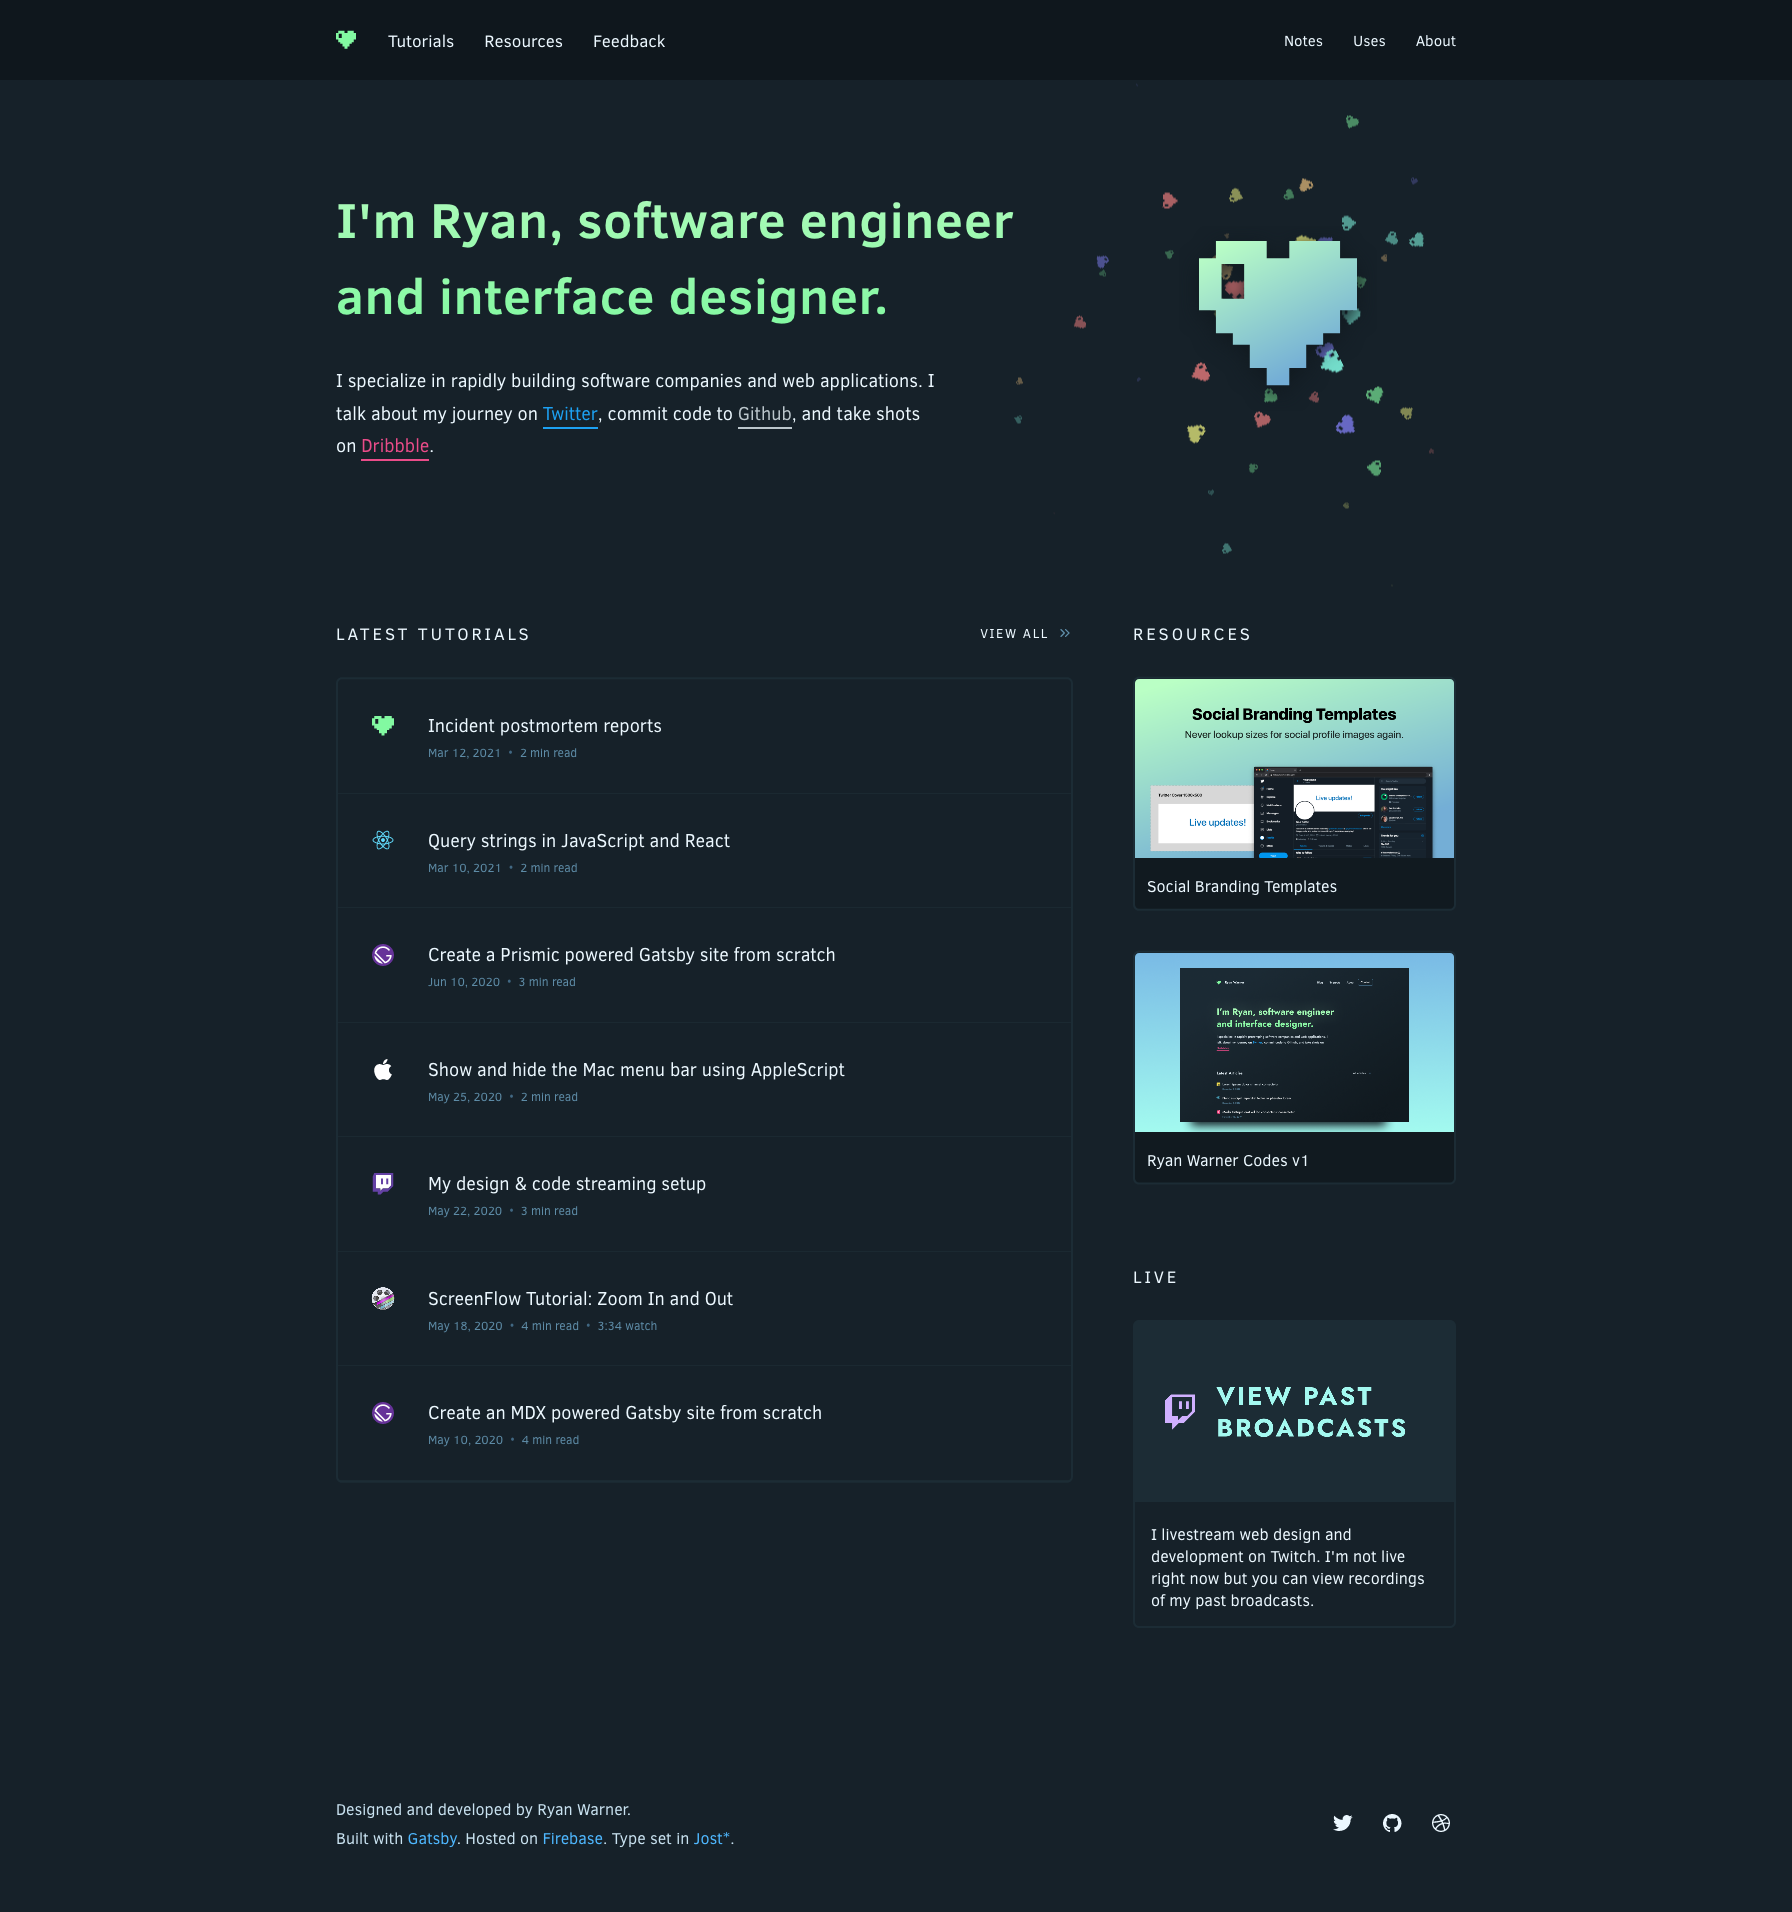 Tutorials Resources Feedback Notes Uses About
I'm Ryan, software engineer
and interface designer.
I specialize in rapidly building software companies and web applications. I
talk about my journey on Twitter, commit code to Github, and take shots
on Dribbble.
LATEST TUTORIALS
VIEW ALL »
Incident postmortem reports
Mar 12, 2021 • 2 min read
Query strings in JavaScript and React
Mar 10, 2021 • 2 min read
Create a Prismic powered Gatsby site from scratch
Jun 10, 2020 • 3 min read
Show and hide the Mac menu bar using AppleScript
May 25, 2020 • 2 min read
My design & code streaming setup
May 22, 2020 • 3 min read
ScreenFlow Tutorial: Zoom In and Out
May 18, 2020 • 4 min read • 3:34 watch
Create an MDX powered Gatsby site from scratch
May 10, 2020 • 4 min read
RESOURCES
Social Branding Templates
Never lookup sizes for social profile images again.
Live updates!
Live updates!
Social Branding Templates
Ryan Warner
I'm Ryan, software engineer
and interface designer.
Ryan Warner Codes v1
LIVE
VIEW PAST
BROADCASTS
I livestream web design and
development on Twitch. I'm not live
right now but you can view recordings
of my past broadcasts.
Designed and developed by Ryan Warner.
Built with Gatsby. Hosted on Firebase. Type set in Jost*.